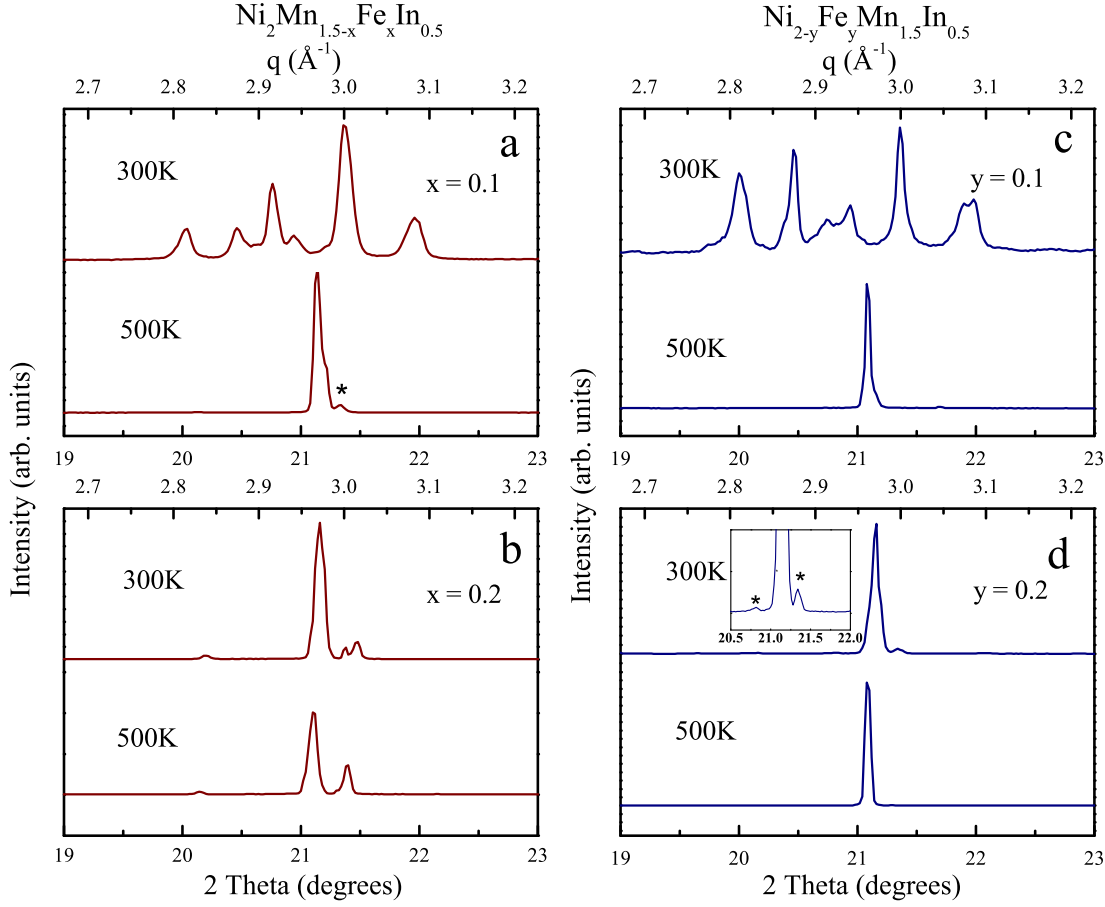 Ni2Mn1.5-xFexIn0.5
q (Å-1)
2.7 2.8 2.9 3.0 3.1 3.2
a
300K
x = 0.1
500K
*
19 20 21 22 23
2.7 2.8 2.9 3.0 3.1 3.2
b
300K
x = 0.2
500K
19 20 21 22 23
2 Theta (degrees)
Intensity (arb. units)
Ni2-yFeyMn1.5In0.5
q (Å-1)
2.7 2.8 2.9 3.0 3.1 3.2
c
300K
y = 0.1
500K
19 20 21 22 23
2.7 2.8 2.9 3.0 3.1 3.2
d
300K
* *
20.5 21.0 21.5 22.0
y = 0.2
500K
19 20 21 22 23
2 Theta (degrees)
Intensity (arb. units)